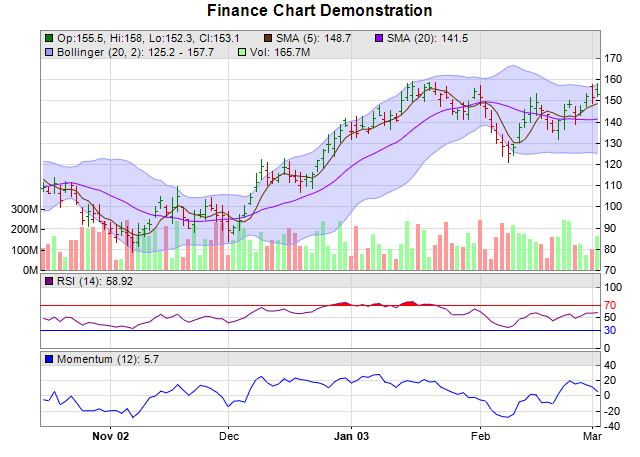 Finance Chart Demonstration
Op:155.5, Hi:158, Lo:152.3, Cl:153.1 SMA (5): 148.7 SMA (20): 141.5
Bollinger (20, 2): 125.2 - 157.7 Vol: 165.7M
170
160
150
140
130
120
110
300M 100
200M 90
100M 80
0M 70
RSI (14): 58.92
100
70
50
30
0
Momentum (12): 5.7
40
20
0
-20
-40
Nov 02 Dec Jan 03 Feb Mar